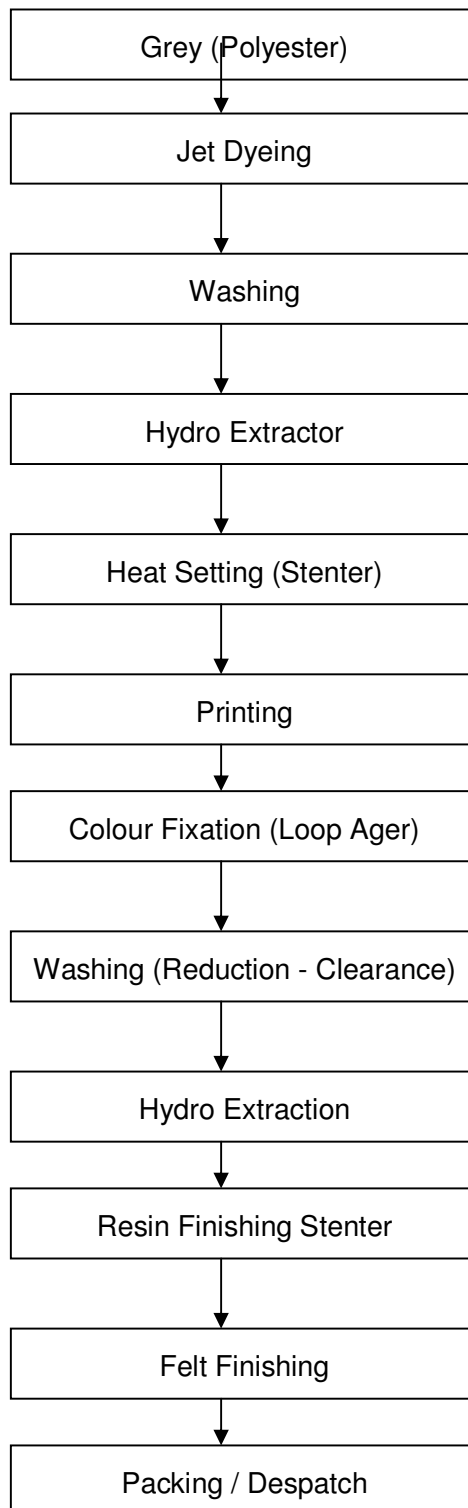 Grey (Polyester)
Jet Dyeing
Washing
Hydro Extractor
Heat Setting (Stenter)
Printing
Colour Fixation (Loop Ager)
Washing (Reduction - Clearance)
Hydro Extraction
Resin Finishing Stenter
Felt Finishing
Packing / Despatch